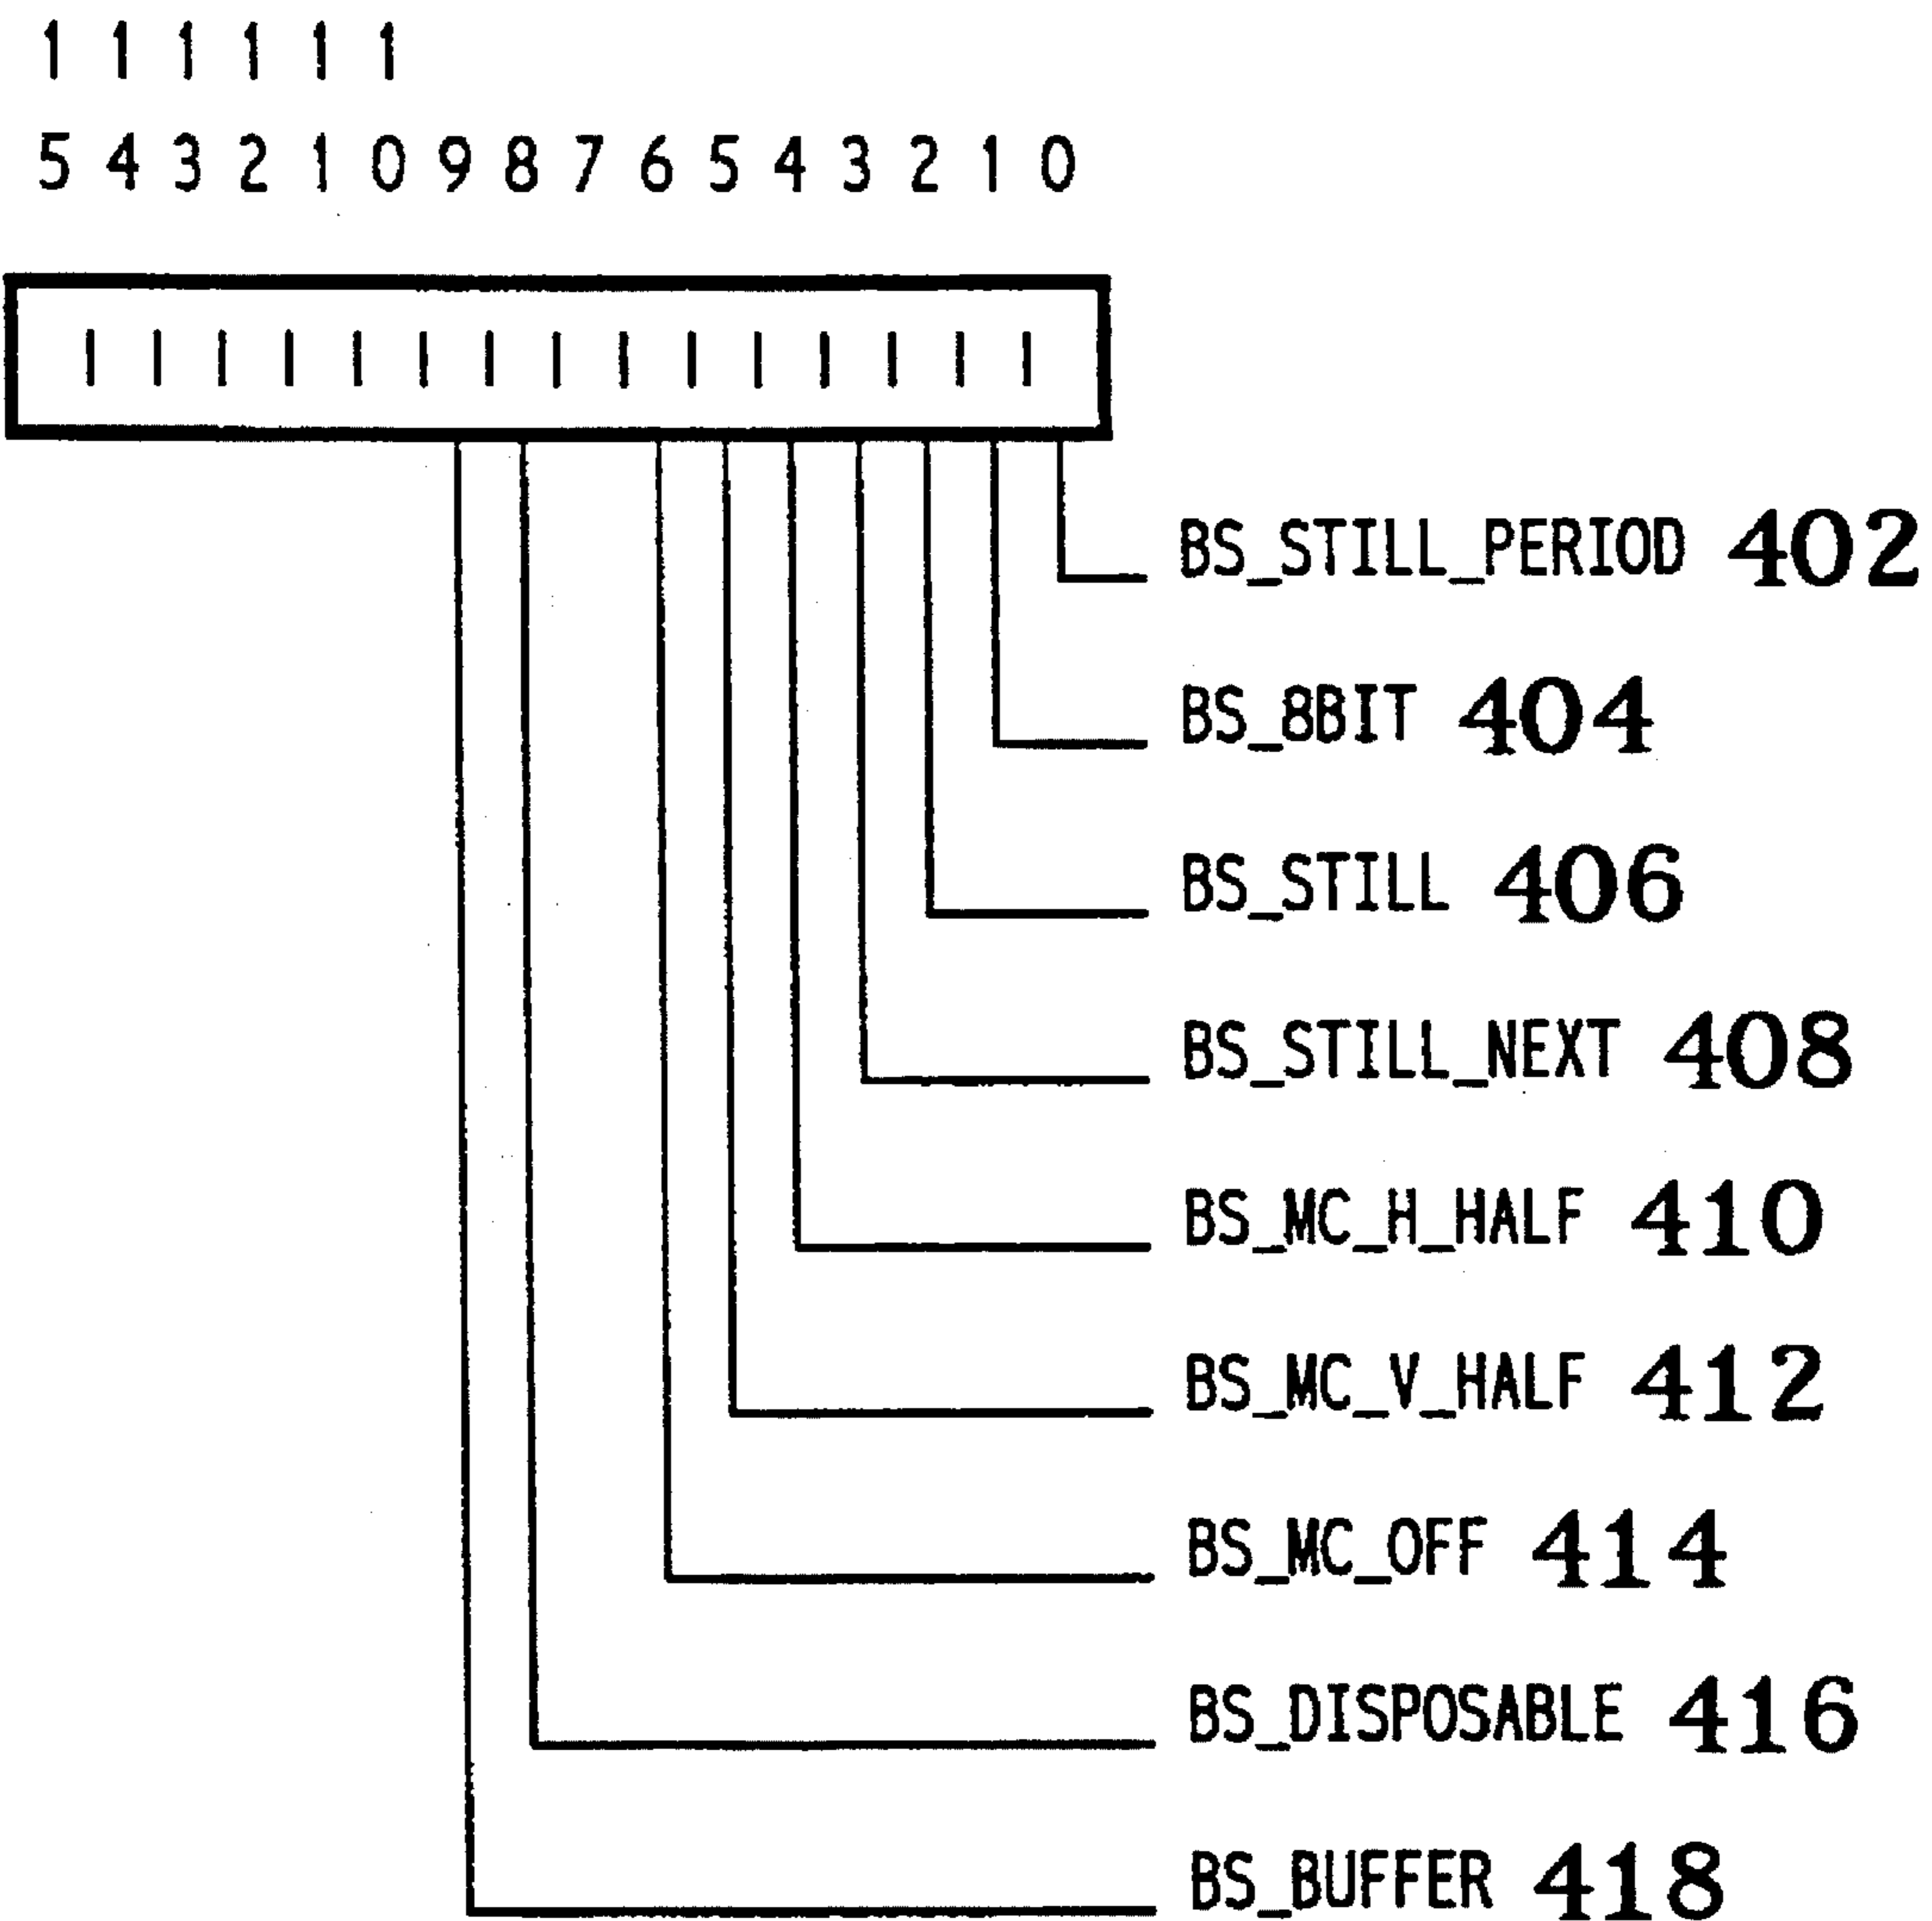 1 1 1 1 1 1
5 4 3 2 1 0 9 8 7 6 5 4 3 2 1 0
BS_STILL_PERIOD 402
BS_8BIT 404
BS_STILL 406
BS_STILL_NEXT 408
BS_MC_H_HALF 410
BS_MC_V_HALF 412
BS_MC_OFF 414
BS_DISPOSABLE 416
BS_BUFFER 418